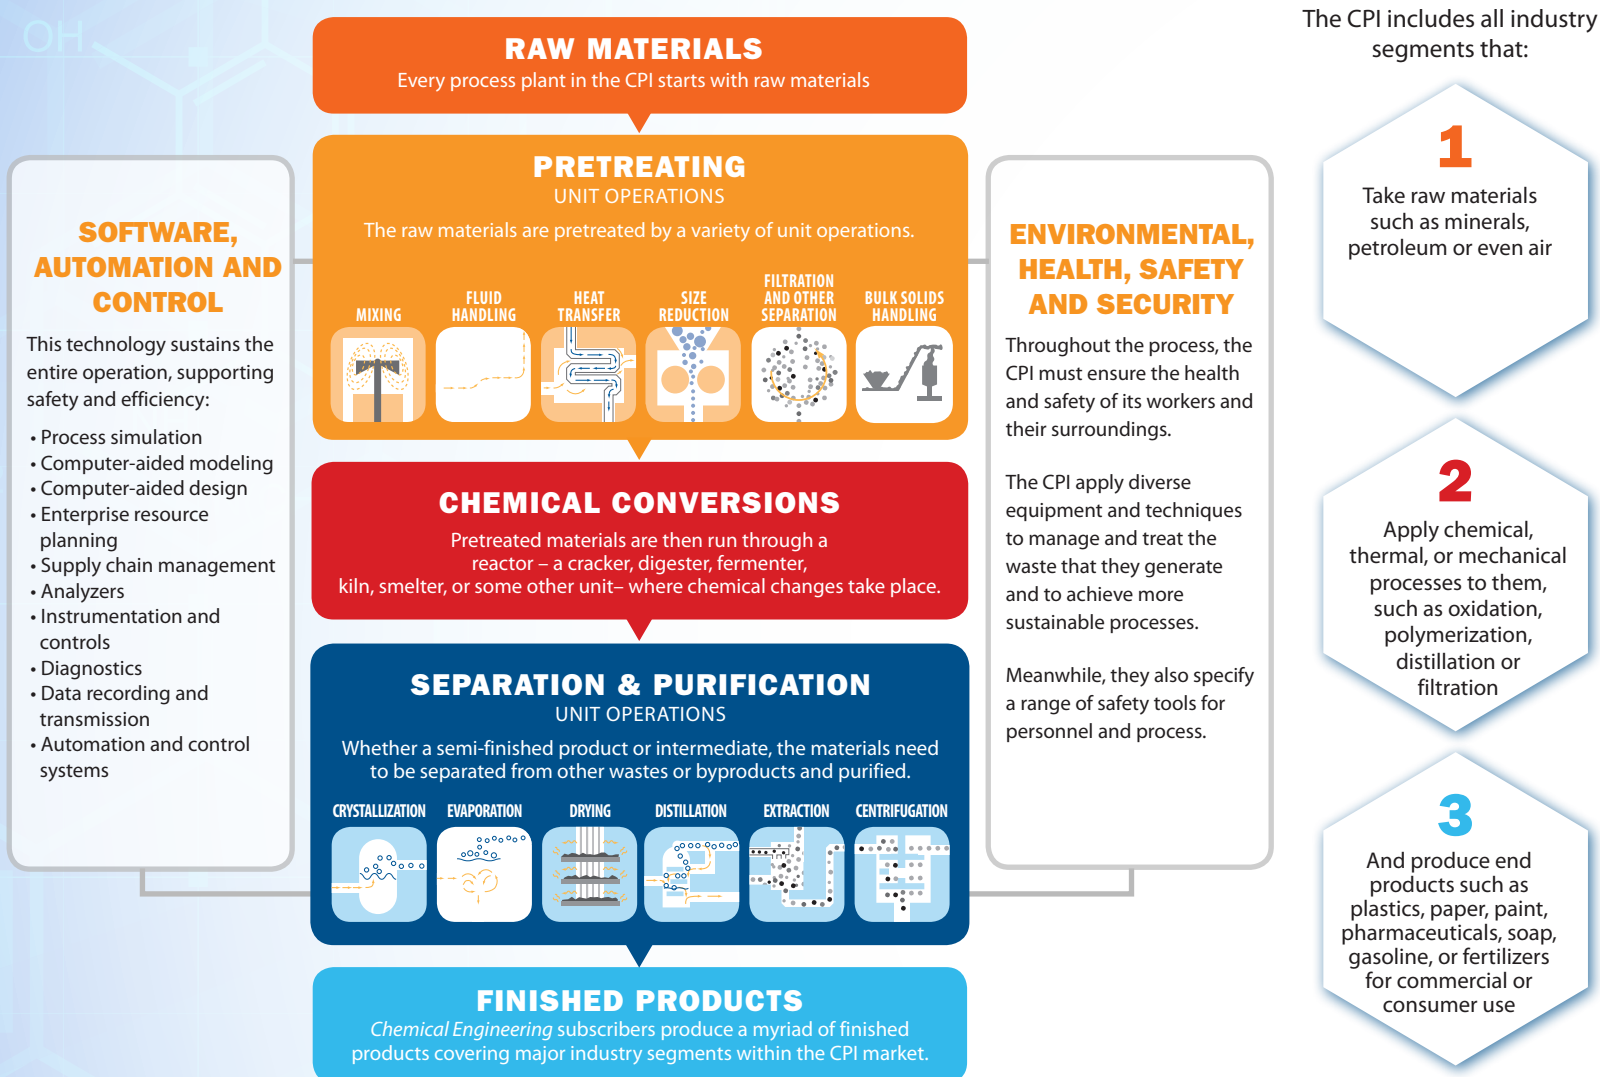 OH
RAW MATERIALS
Every process plant in the CPI starts with raw materials
PRETREATING
UNIT OPERATIONS
The raw materials are pretreated by a variety of unit operations.
MIXING
FLUID
HANDLING
HEAT
TRANSFER
SIZE
REDUCTION
FILTRATION
AND OTHER
SEPARATION
BULK SOLIDS
HANDLING
CHEMICAL CONVERSIONS
Pretreated materials are then run through a
reactor – a cracker, digester, fermenter,
kiln, smelter, or some other unit– where chemical changes take place.
SEPARATION & PURIFICATION
UNIT OPERATIONS
Whether a semi-finished product or intermediate, the materials need
to be separated from other wastes or byproducts and purified.
CRYSTALLIZATION
EVAPORATION
DRYING
DISTILLATION
EXTRACTION
CENTRIFUGATION
FINISHED PRODUCTS
Chemical Engineering subscribers produce a myriad of finished
products covering major industry segments within the CPI market.
SOFTWARE,
AUTOMATION AND
CONTROL
This technology sustains the
entire operation, supporting
safety and efficiency:
• Process simulation
• Computer-aided modeling
• Computer-aided design
• Enterprise resource
planning
• Supply chain management
• Analyzers
• Instrumentation and
controls
• Diagnostics
• Data recording and
transmission
• Automation and control
systems
ENVIRONMENTAL,
HEALTH, SAFETY
AND SECURITY
Throughout the process, the
CPI must ensure the health
and safety of its workers and
their surroundings.
The CPI apply diverse
equipment and techniques
to manage and treat the
waste that they generate
and to achieve more
sustainable processes.
Meanwhile, they also specify
a range of safety tools for
personnel and process.
The CPI includes all industry
segments that:
1
Take raw materials
such as minerals,
petroleum or even air
2
Apply chemical,
thermal, or mechanical
processes to them,
such as oxidation,
polymerization,
distillation or
filtration
3
And produce end
products such as
plastics, paper, paint,
pharmaceuticals, soap,
gasoline, or fertilizers
for commercial or
consumer use